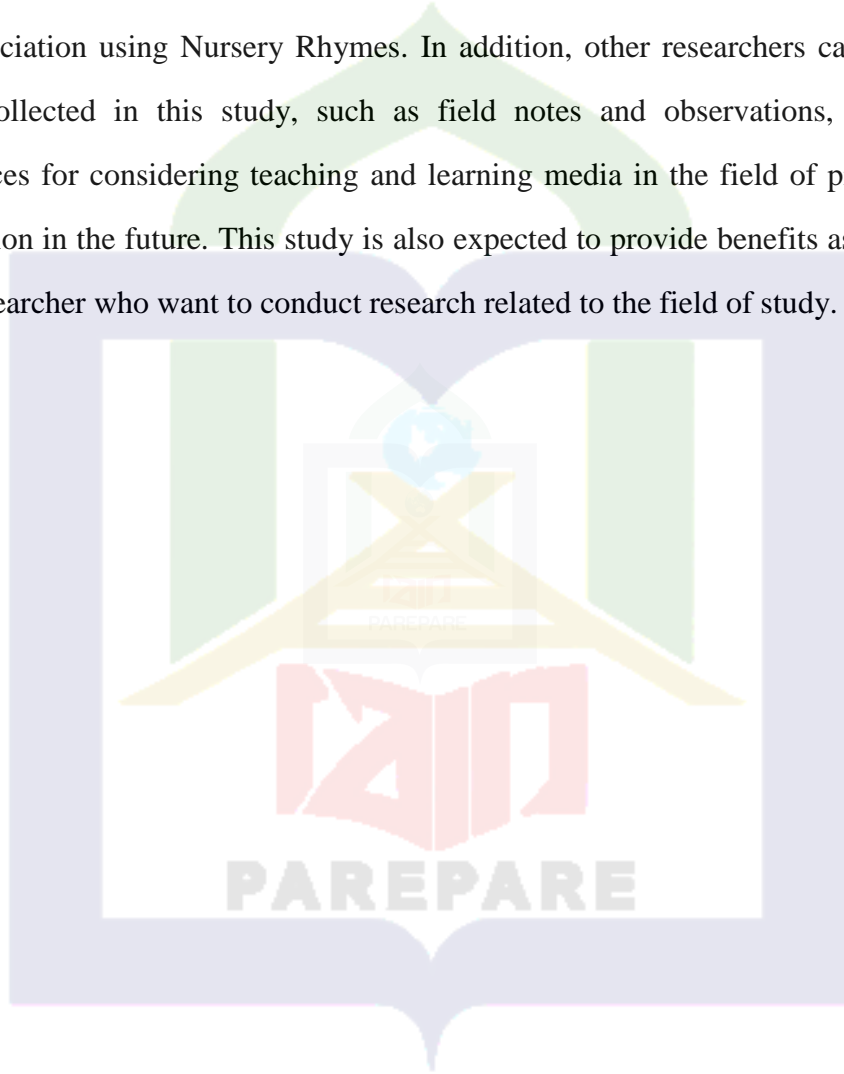 ciation using Nursery Rhymes. In addition, other researchers ca
ollected in this study, such as field notes and observations,
ces for considering teaching and learning media in the field of p
ion in the future. This study is also expected to provide benefits as
earcher who want to conduct research related to the field of study.
PAREPARE
PAREPARE